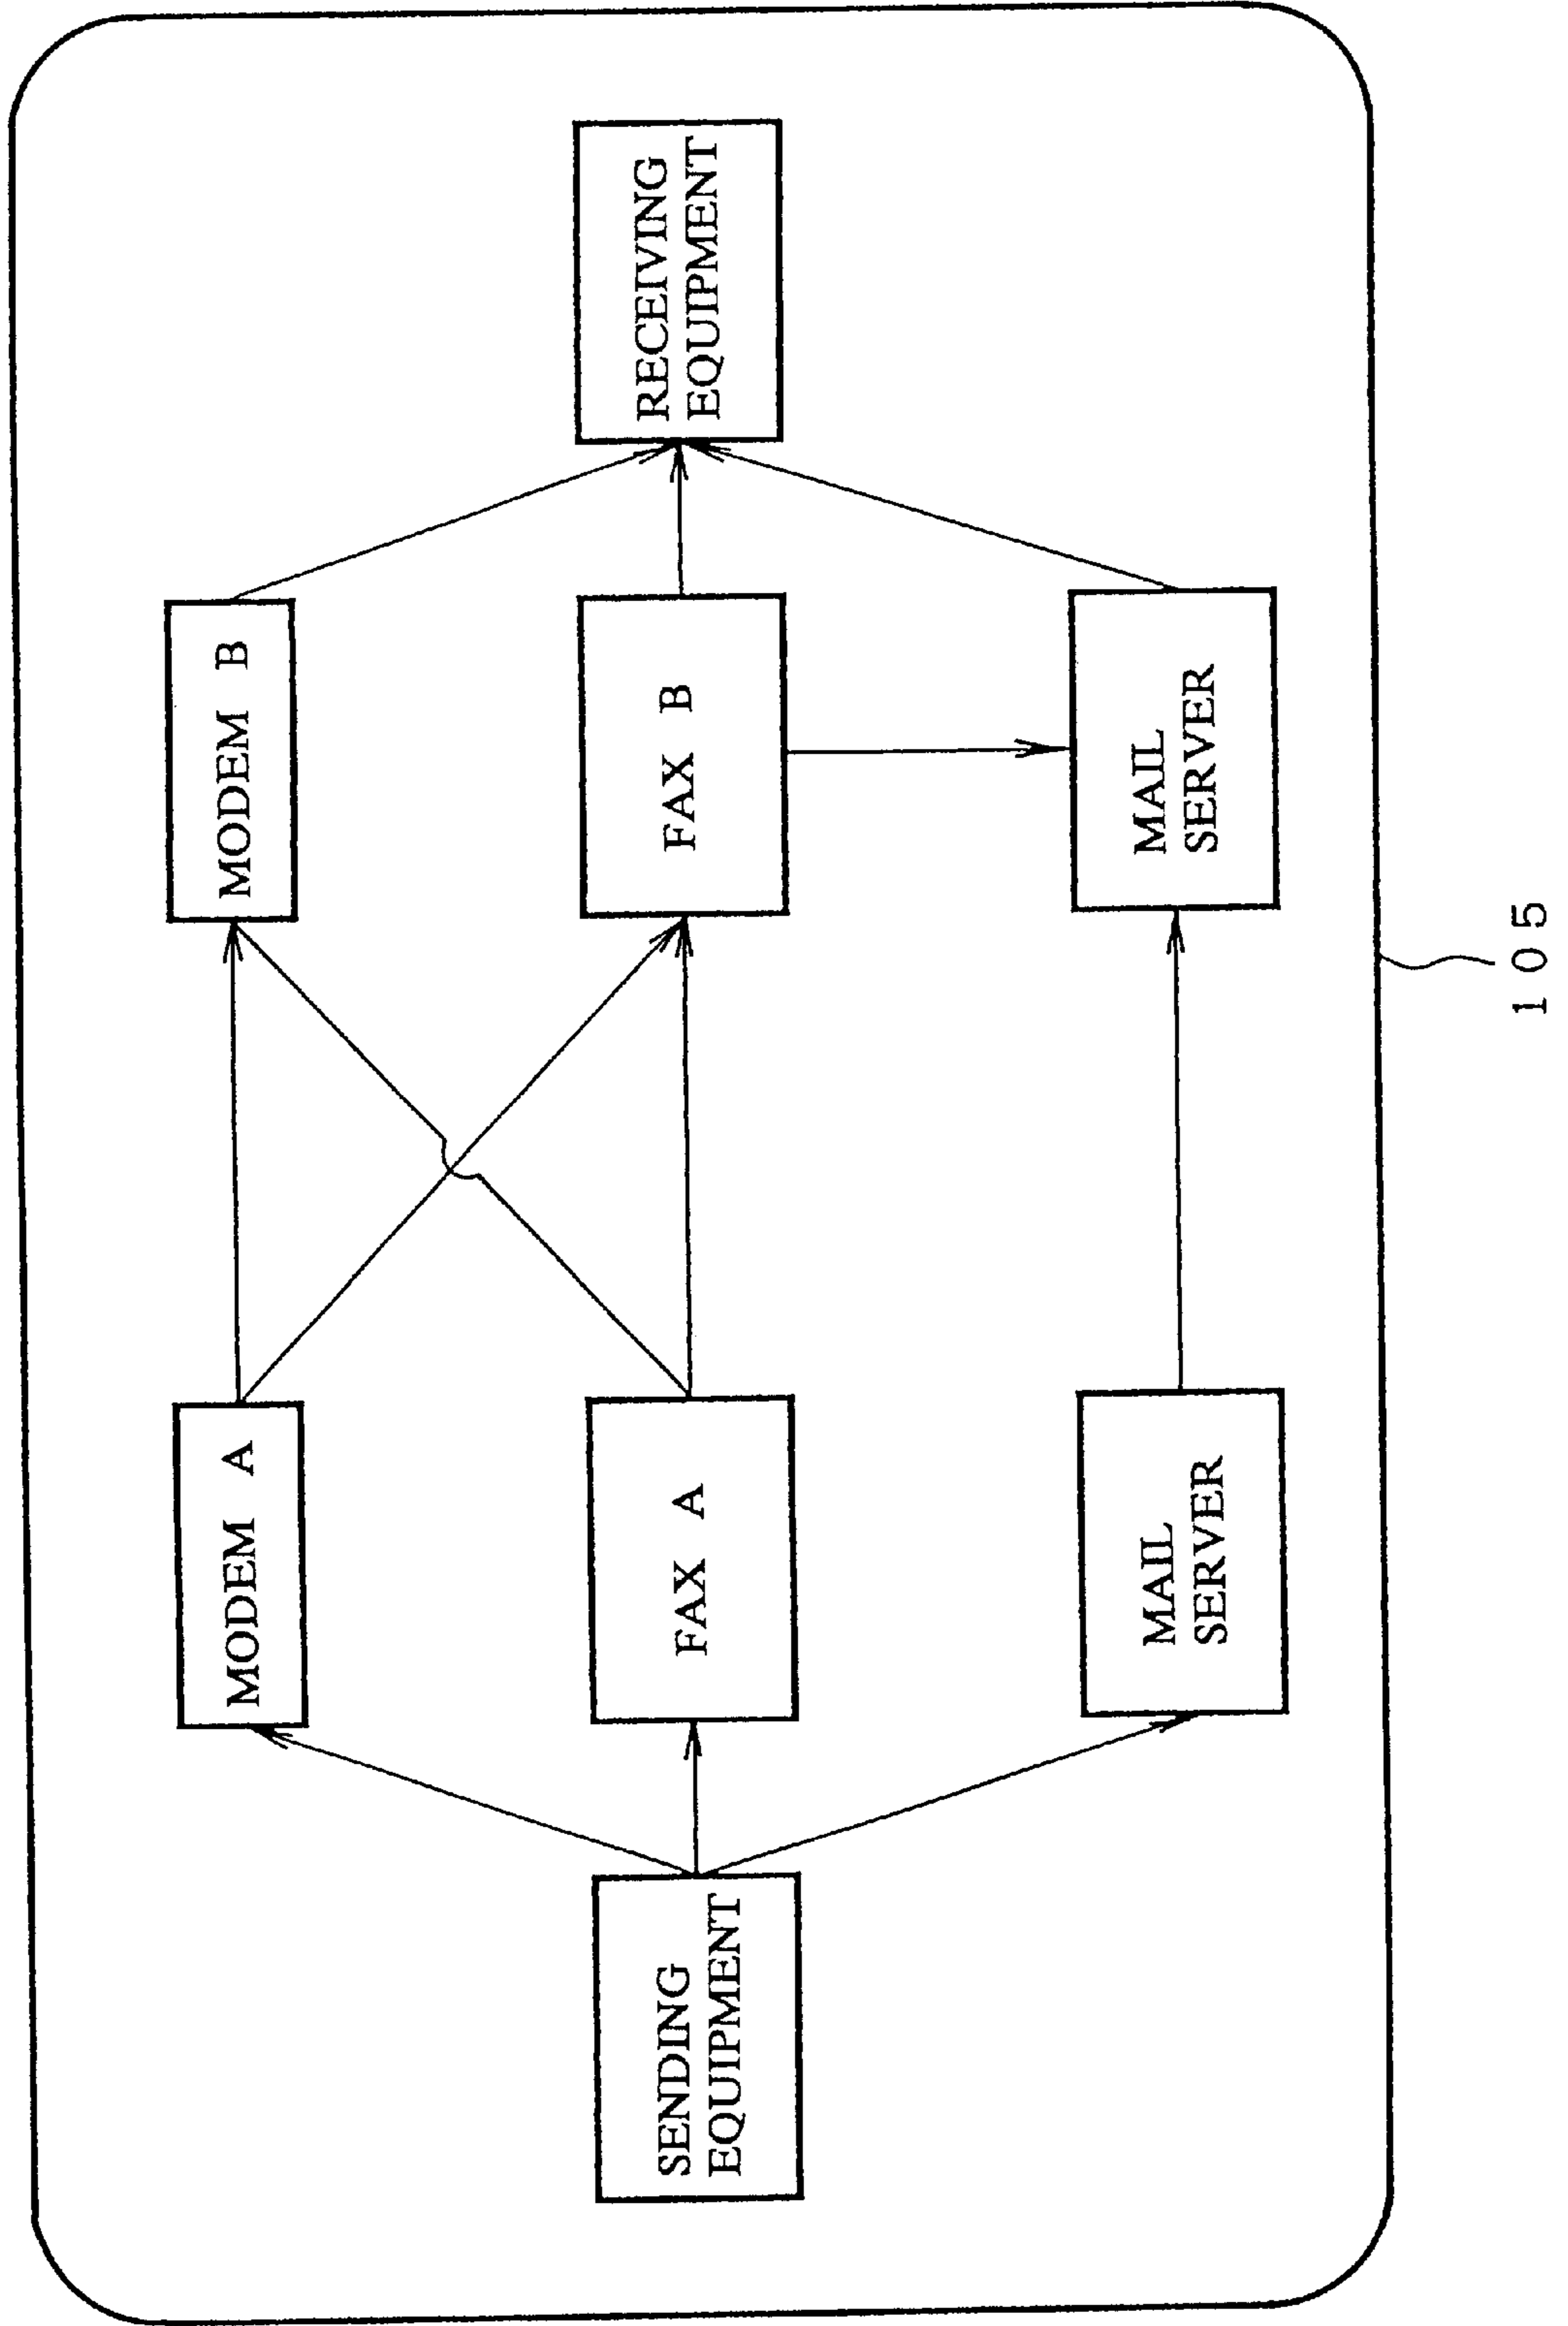 MODEM A
MODEM B
SENDING
EQUIPMENT
FAX A
FAX B
RECEIVING
EQUIPMENT
MAIL
SERVER
MAIL
SERVER
105